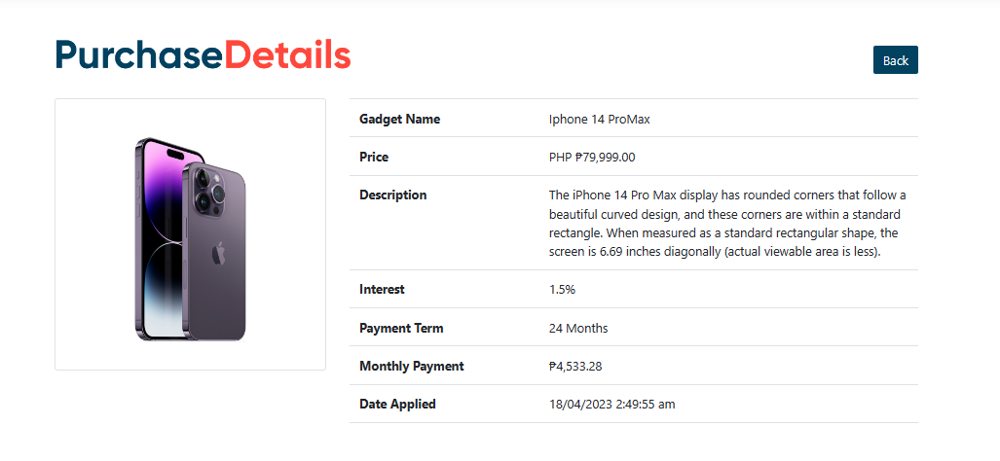 PurchaseDetails
Back
Gadget Name Iphone 14 ProMax
Price PHP ₱79,999.00
Description The iPhone 14 Pro Max display has rounded corners that follow a
beautiful curved design, and these corners are within a standard
rectangle. When measured as a standard rectangular shape, the
screen is 6.69 inches diagonally (actual viewable area is less).
Interest 1.5%
Payment Term 24 Months
Monthly Payment ₱4,533.28
Date Applied 18/04/2023 2:49:55 am